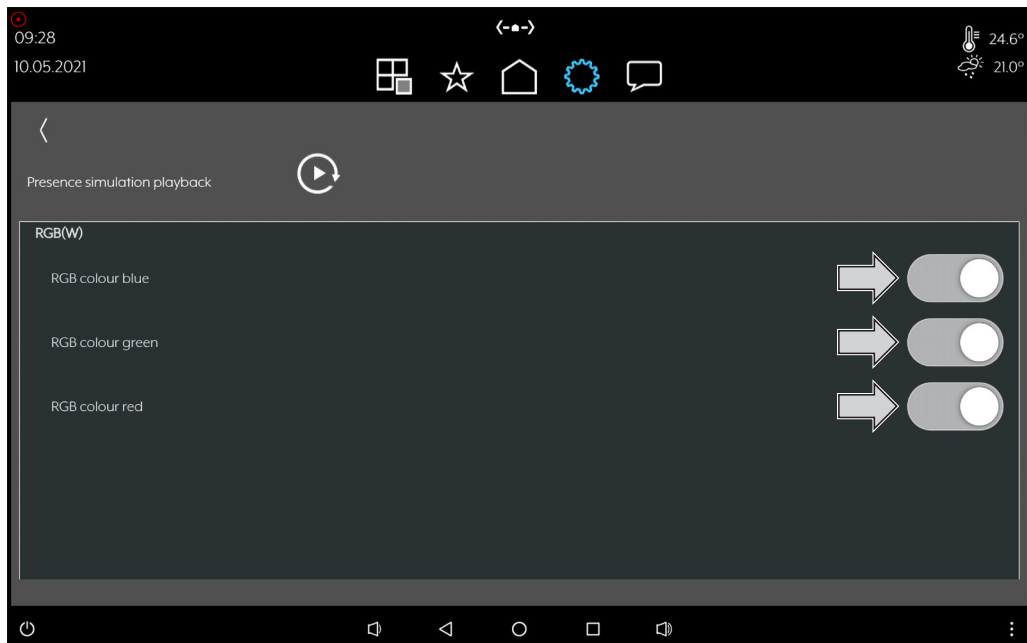 09:28
10.05.2021
24.6°
21.0°
Presence simulation playback
RGB(W)
RGB colour blue
RGB colour green
RGB colour red